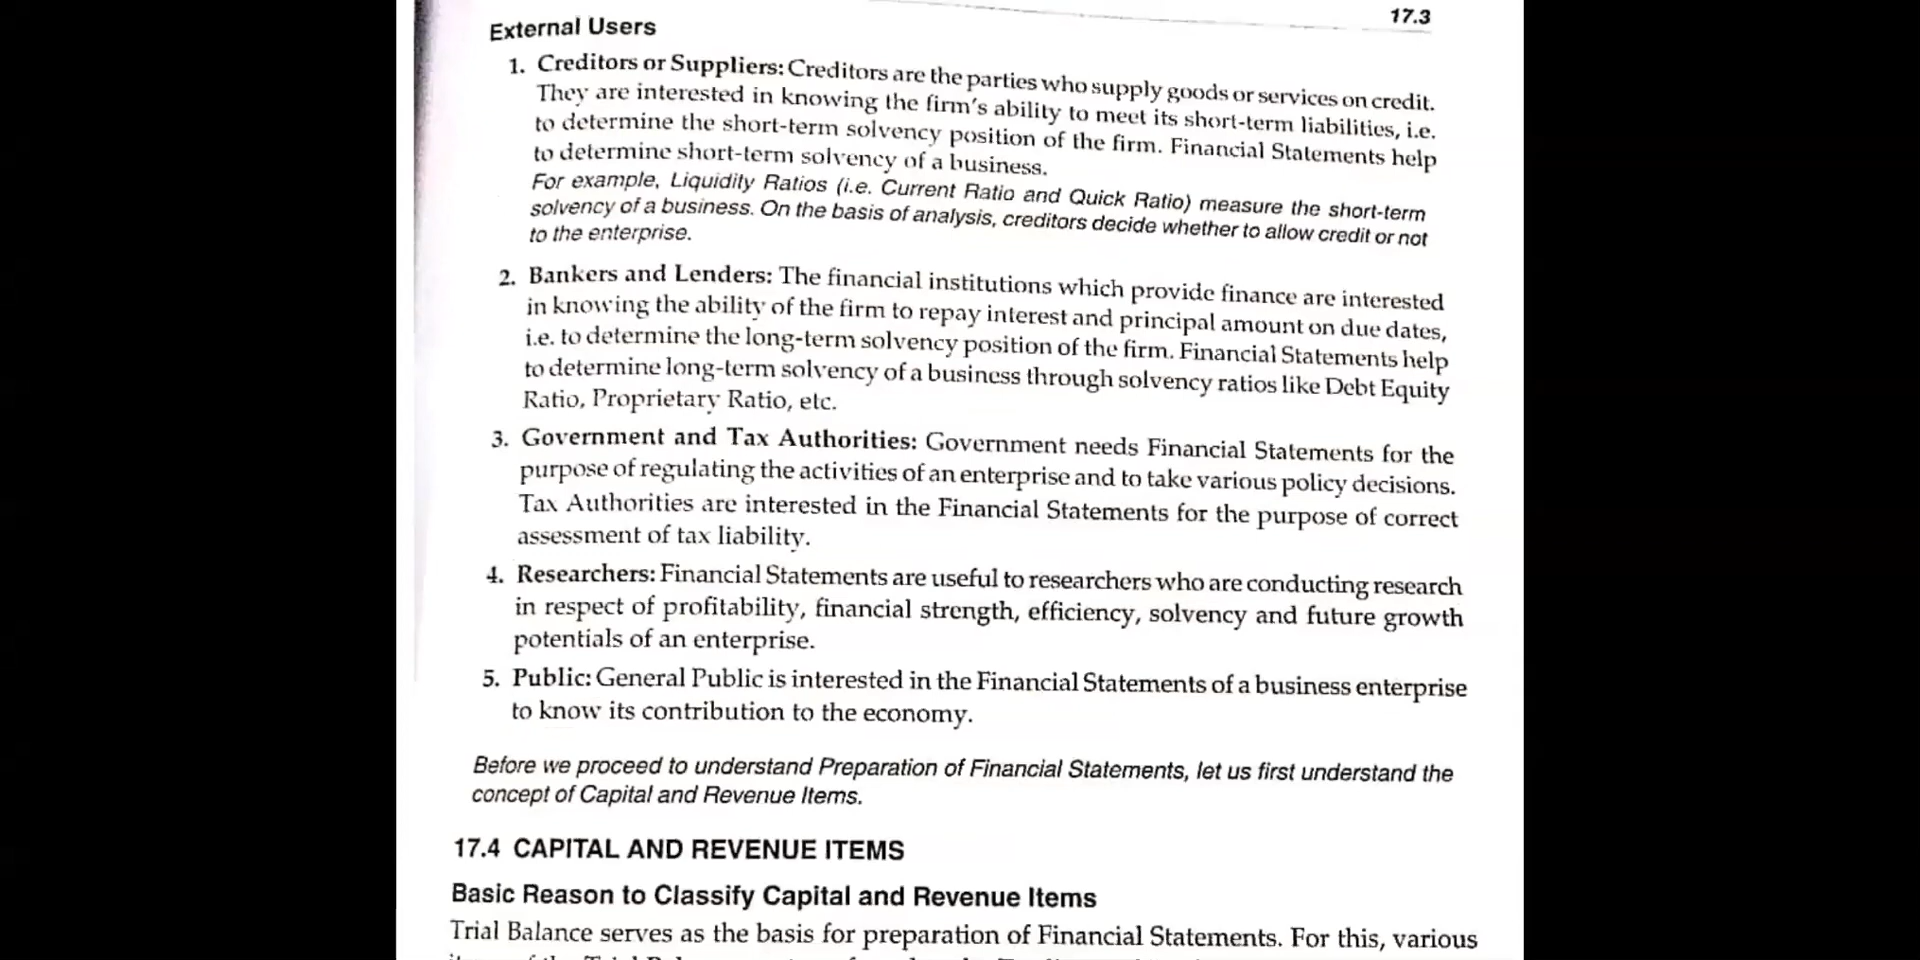 17.3
External Users
1. Creditors or Suppliers: Creditors are the parties who supply goods or services on credit.
They are interested in knowing the firm's ability to meet its short-term liabilities, i.e.
to determine the short-term solvency position of the firm. Financial Statements help
to determine short-term solvency of a business.
For example, Liquidity Ratios (i.e. Current Ratio and Quick Ratio) measure the short-term
solvency of a business. On the basis of analysis, creditors decide whether to allow credit or not
to the enterprise.
2. Bankers and Lenders: The financial institutions which provide finance are interested
in knowing the ability of the firm to repay interest and principal amount on due dates,
i.e. to determine the long-term solvency position of the firm. Financial Statements help
to determine long-term solvency of a business through solvency ratios like Debt Equity
Ratio, Proprietary Ratio, etc.
3. Government and Tax Authorities: Government needs Financial Statements for the
purpose of regulating the activities of an enterprise and to take various policy decisions.
Tax Authorities are interested in the Financial Statements for the purpose of correct
assessment of tax liability.
4. Researchers: Financial Statements are useful to researchers who are conducting research
in respect of profitability, financial strength, efficiency, solvency and future growth
potentials of an enterprise.
5. Public: General Public is interested in the Financial Statements of a business enterprise
to know its contribution to the economy.
Before we proceed to understand Preparation of Financial Statements, let us first understand the
concept of Capital and Revenue Items.
17.4 CAPITAL AND REVENUE ITEMS
Basic Reason to Classify Capital and Revenue Items
Trial Balance serves as the basis for preparation of Financial Statements. For this, various